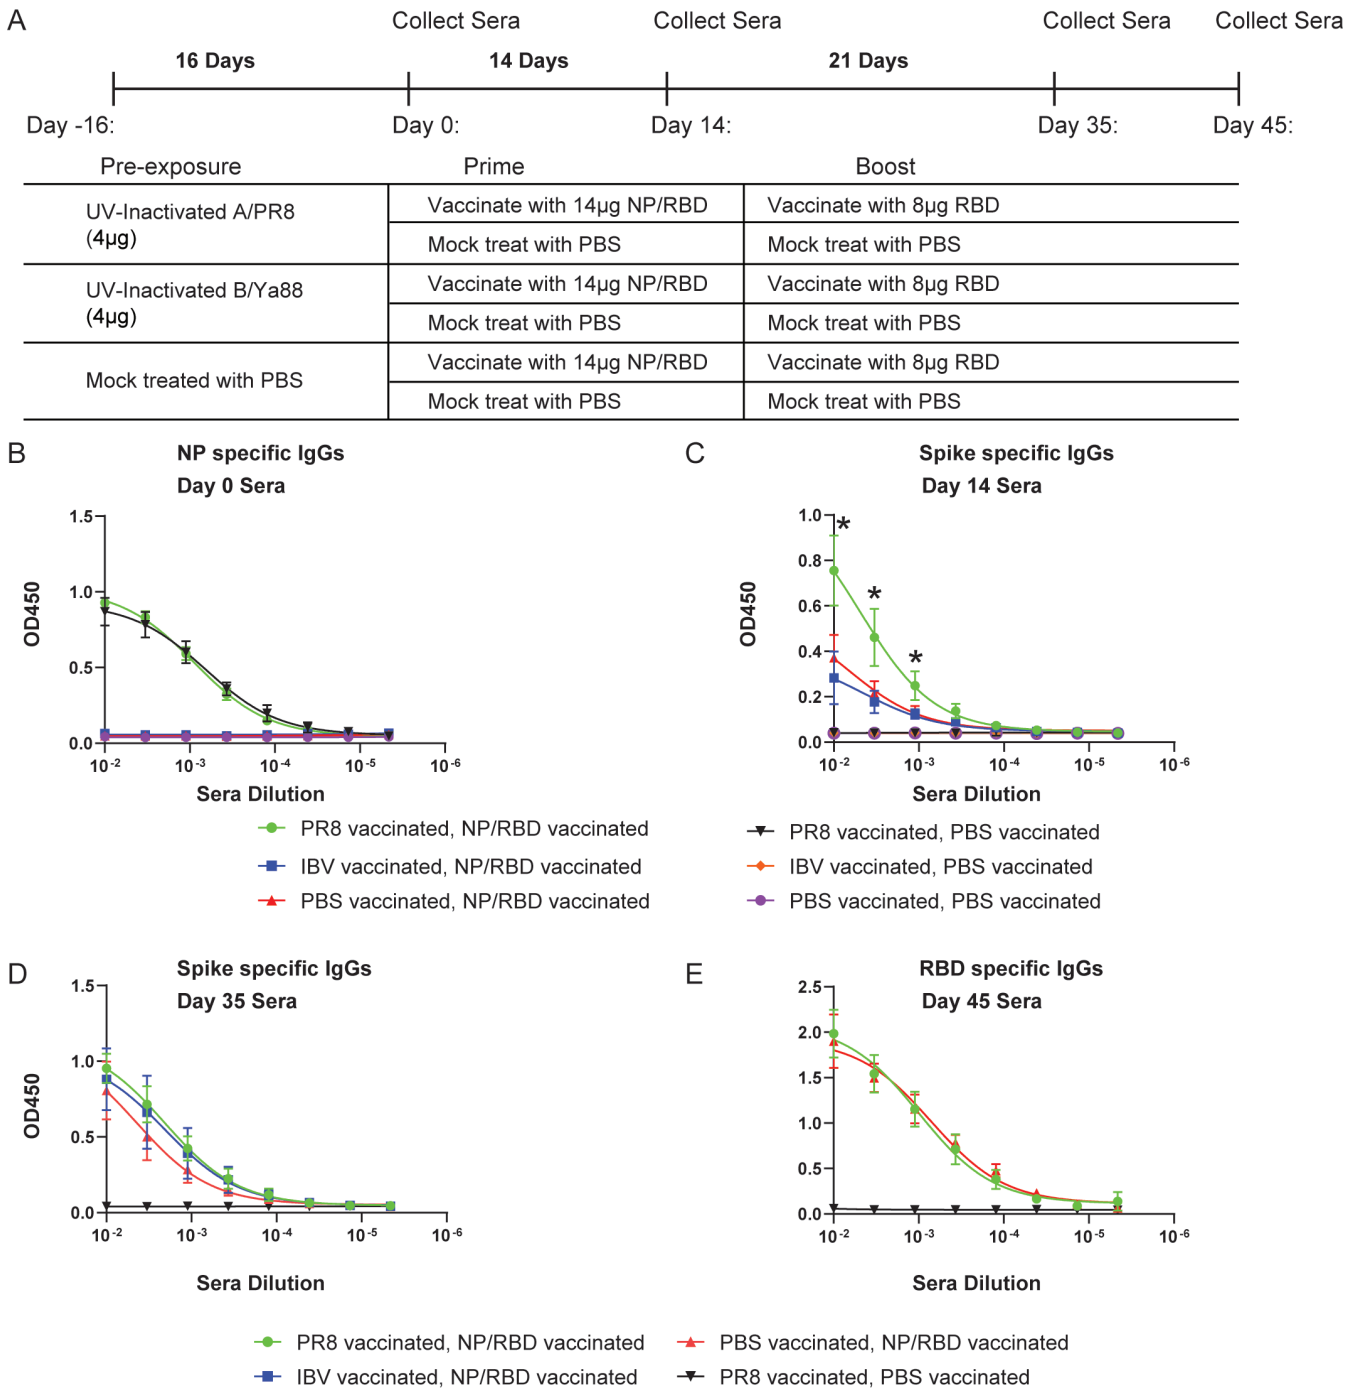 A
Collect Sera Collect Sera Collect Sera Collect Sera
16 Days 14 Days 21 Days
Day -16: Day 0: Day 14: Day 35: Day 45:
Pre-exposure Prime Boost
UV-Inactivated A/PR8
(4µg)
Vaccinate with 14µg NP/RBD Vaccinate with 8µg RBD
Mock treat with PBS Mock treat with PBS
UV-Inactivated B/Ya88
(4µg)
Vaccinate with 14µg NP/RBD Vaccinate with 8µg RBD
Mock treat with PBS Mock treat with PBS
Mock treated with PBS
Vaccinate with 14µg NP/RBD Vaccinate with 8µg RBD
Mock treat with PBS Mock treat with PBS
B
NP specific IgGs
Day 0 Sera
OD450
1.5
1.0
0.5
0.0
10-2 10-3 10-4 10-5 10-6
Sera Dilution
C
Spike specific IgGs
Day 14 Sera
OD450
1.0
0.8
0.6
0.4
0.2
0.0
* * *
10-2 10-3 10-4 10-5 10-6
Sera Dilution
PR8 vaccinated, NP/RBD vaccinated
IBV vaccinated, NP/RBD vaccinated
PBS vaccinated, NP/RBD vaccinated
PR8 vaccinated, PBS vaccinated
IBV vaccinated, PBS vaccinated
PBS vaccinated, PBS vaccinated
D
Spike specific IgGs
Day 35 Sera
OD450
1.5
1.0
0.5
0.0
10-2 10-3 10-4 10-5 10-6
Sera Dilution
E
RBD specific IgGs
Day 45 Sera
OD450
2.5
2.0
1.5
1.0
0.5
0.0
10-2 10-3 10-4 10-5 10-6
Sera Dilution
PR8 vaccinated, NP/RBD vaccinated
IBV vaccinated, NP/RBD vaccinated
PBS vaccinated, NP/RBD vaccinated
PR8 vaccinated, PBS vaccinated